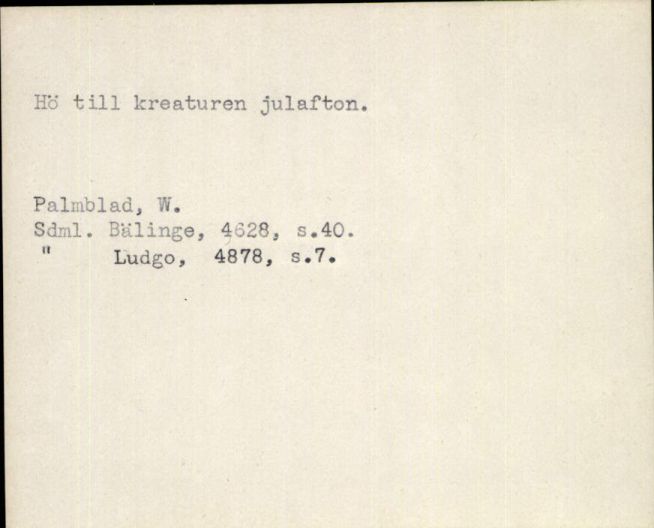 Hö till kreaturen julafton.
Palmblad, W.
Sdml. Bälinge, 4628, s.40.
" Ludgo, 4878, s.7.